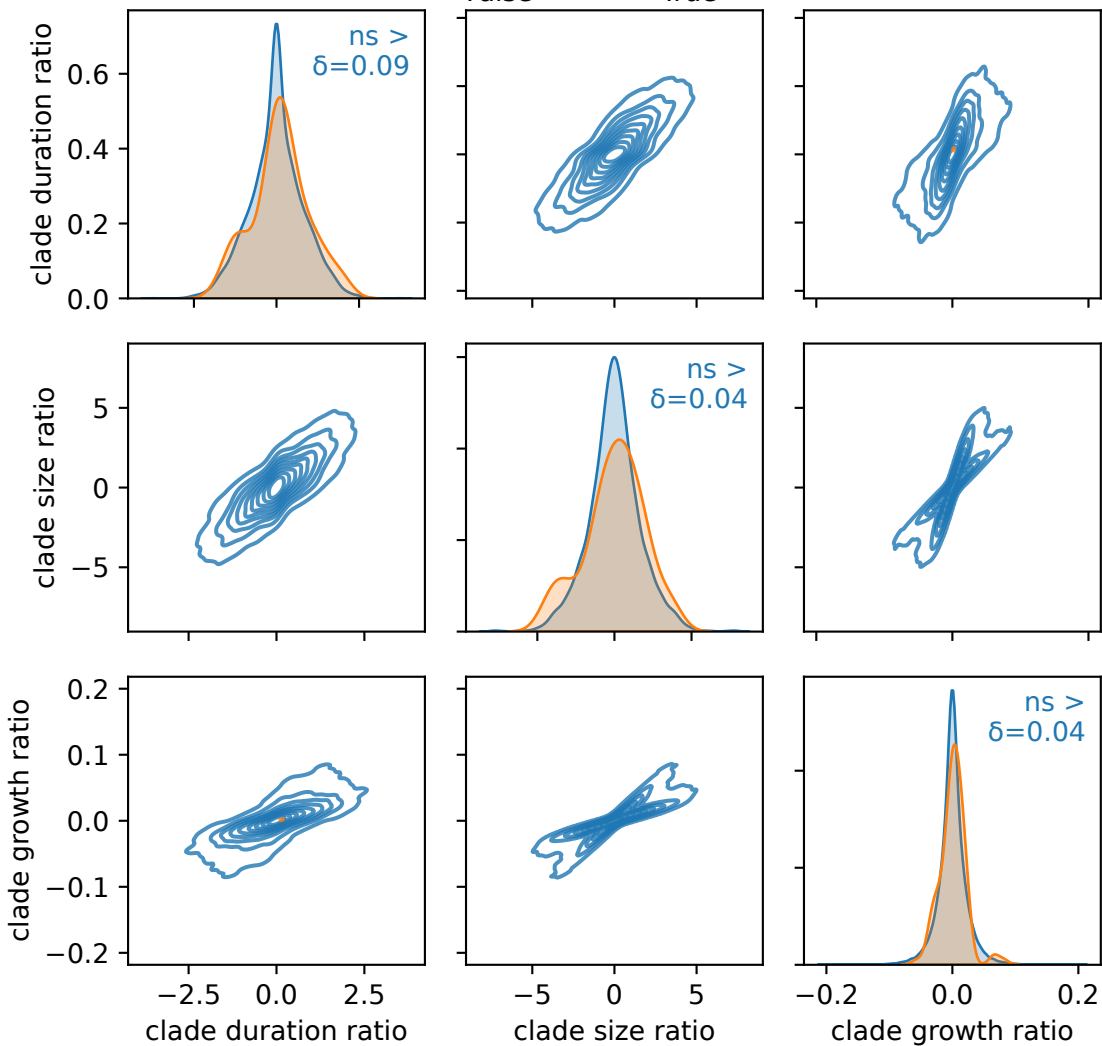 clade duration ratio
0.6
0.4
0.2
0.0
ns >
δ=0.09
clade size ratio
5
0
−5
ns >
δ=0.04
clade growth ratio
0.2
0.1
0.0
−0.1
−0.2
ns >
δ=0.04
−2.5 0.0 2.5
−5 0 5
−0.2 0.0 0.2
clade duration ratio
clade size ratio
clade growth ratio